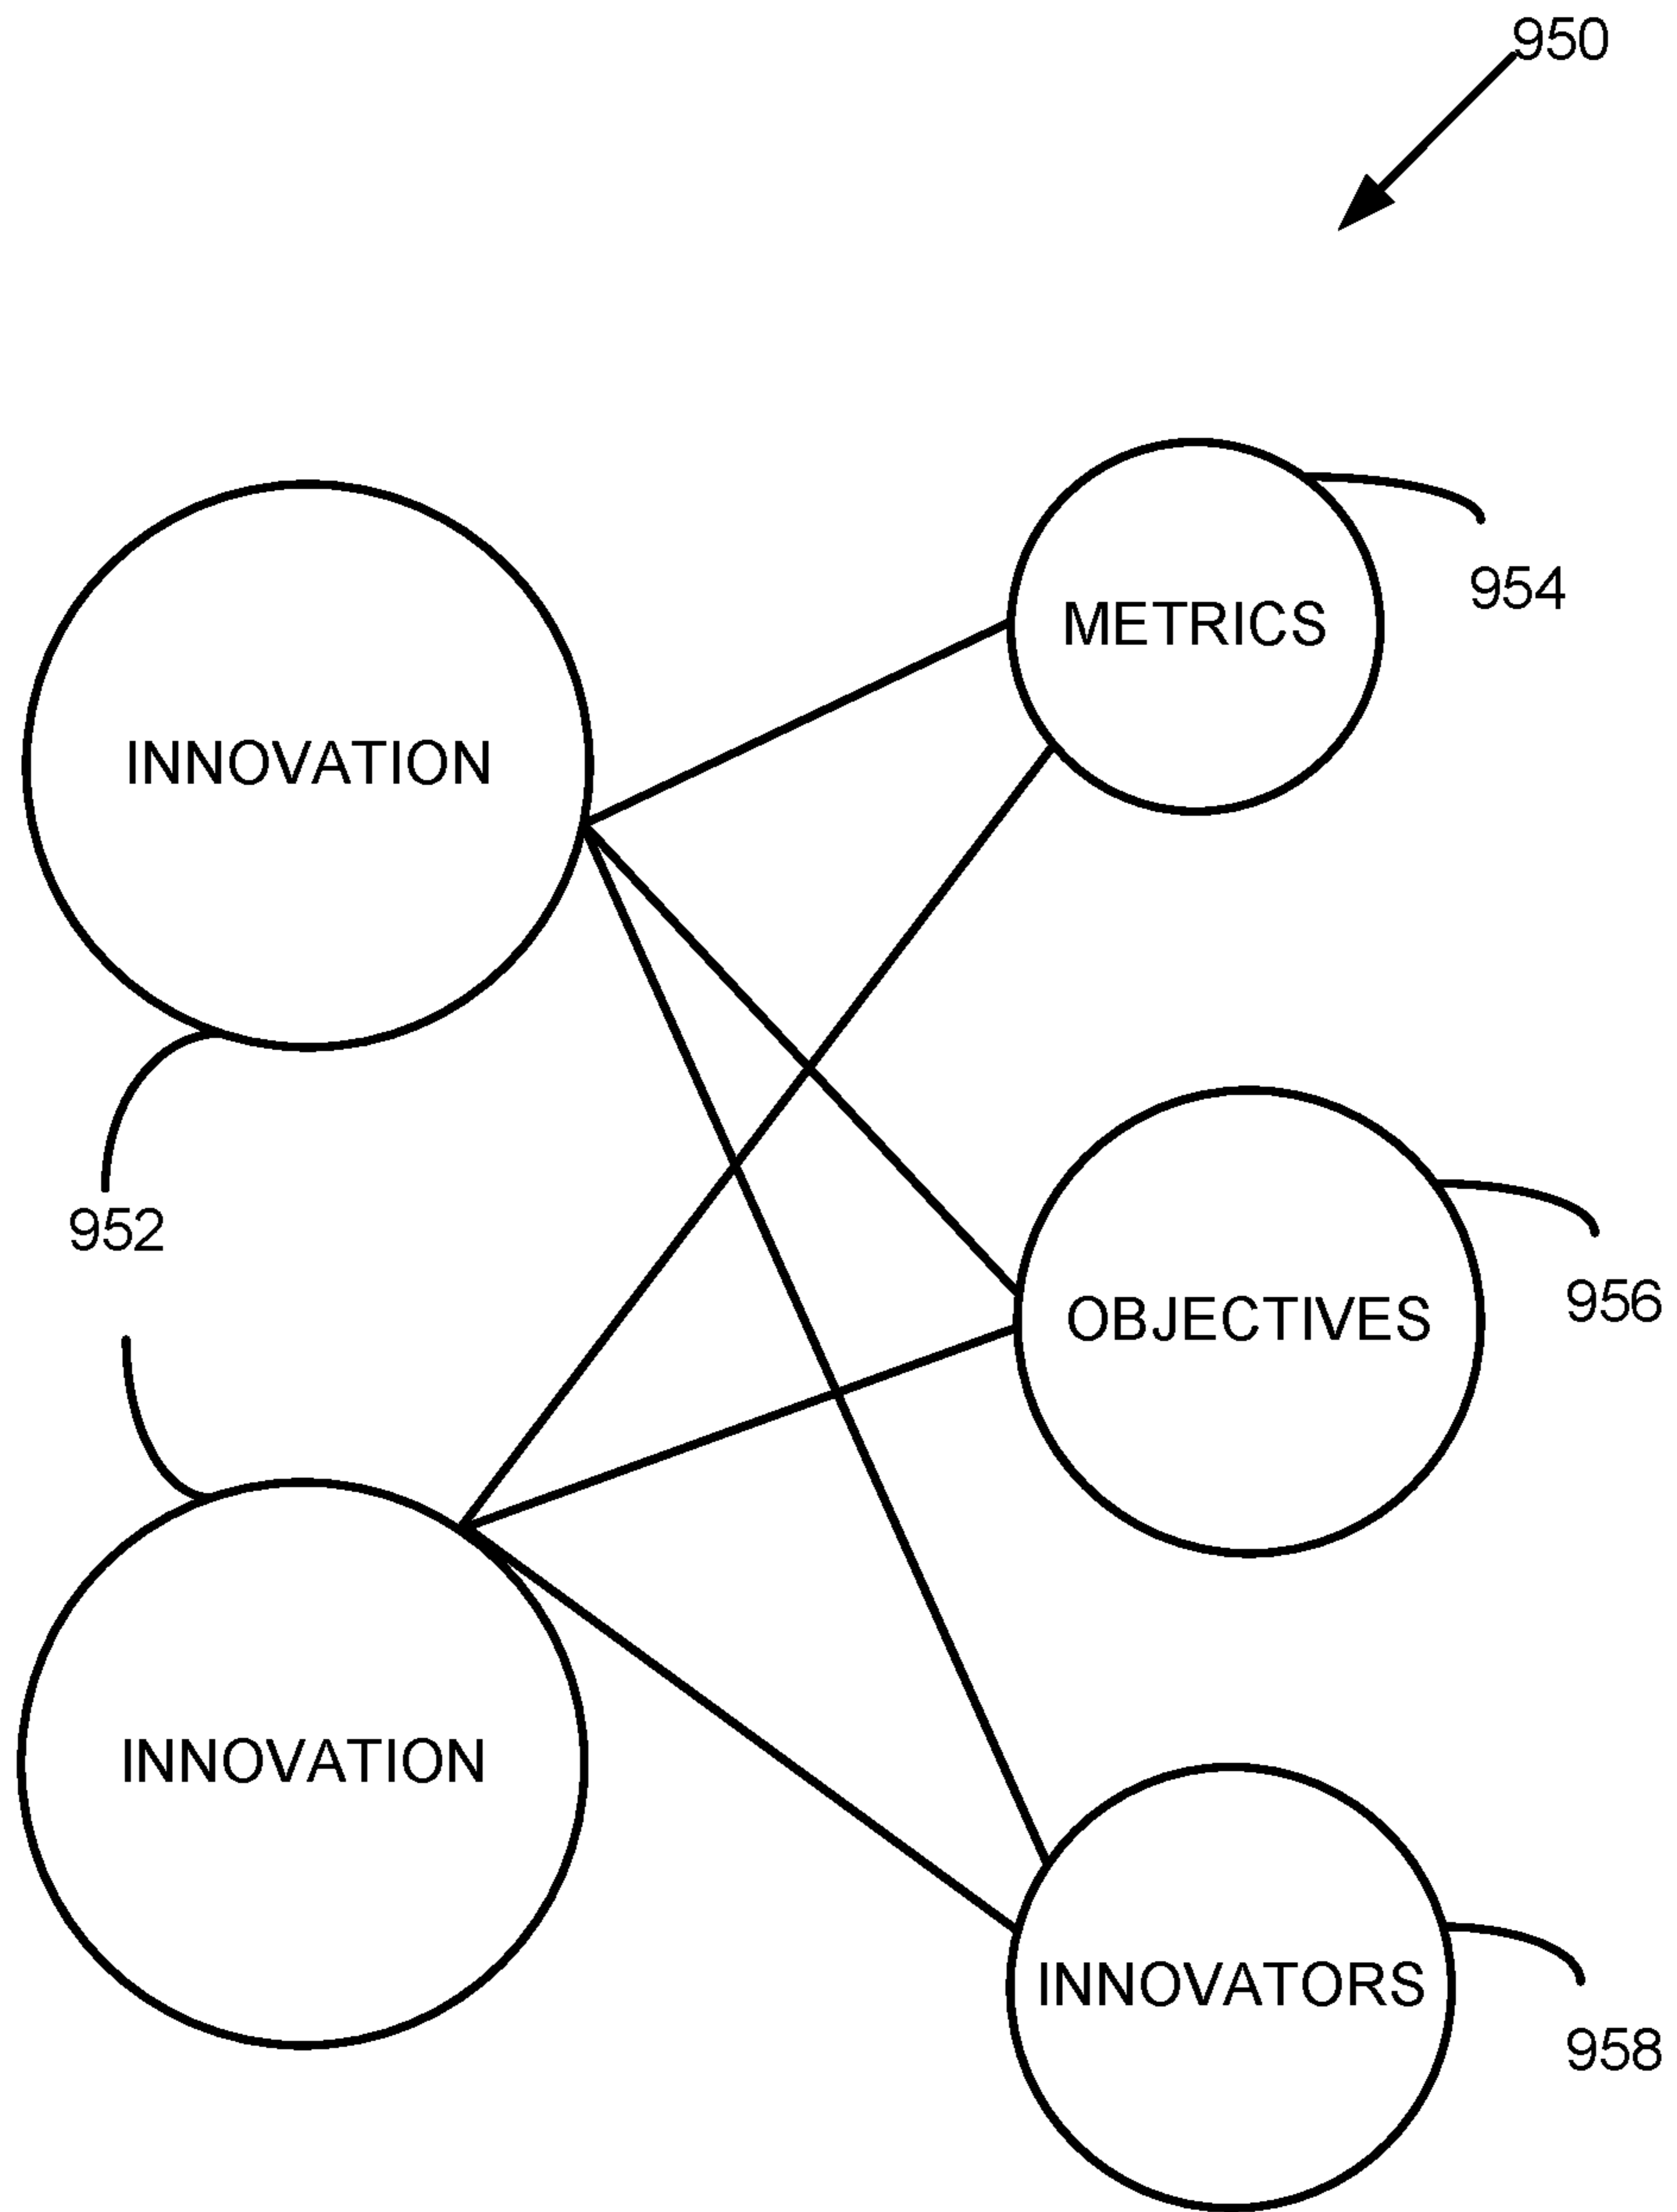 950
METRICS
954
INNOVATION
952
OBJECTIVES
956
INNOVATION
INNOVATORS
958